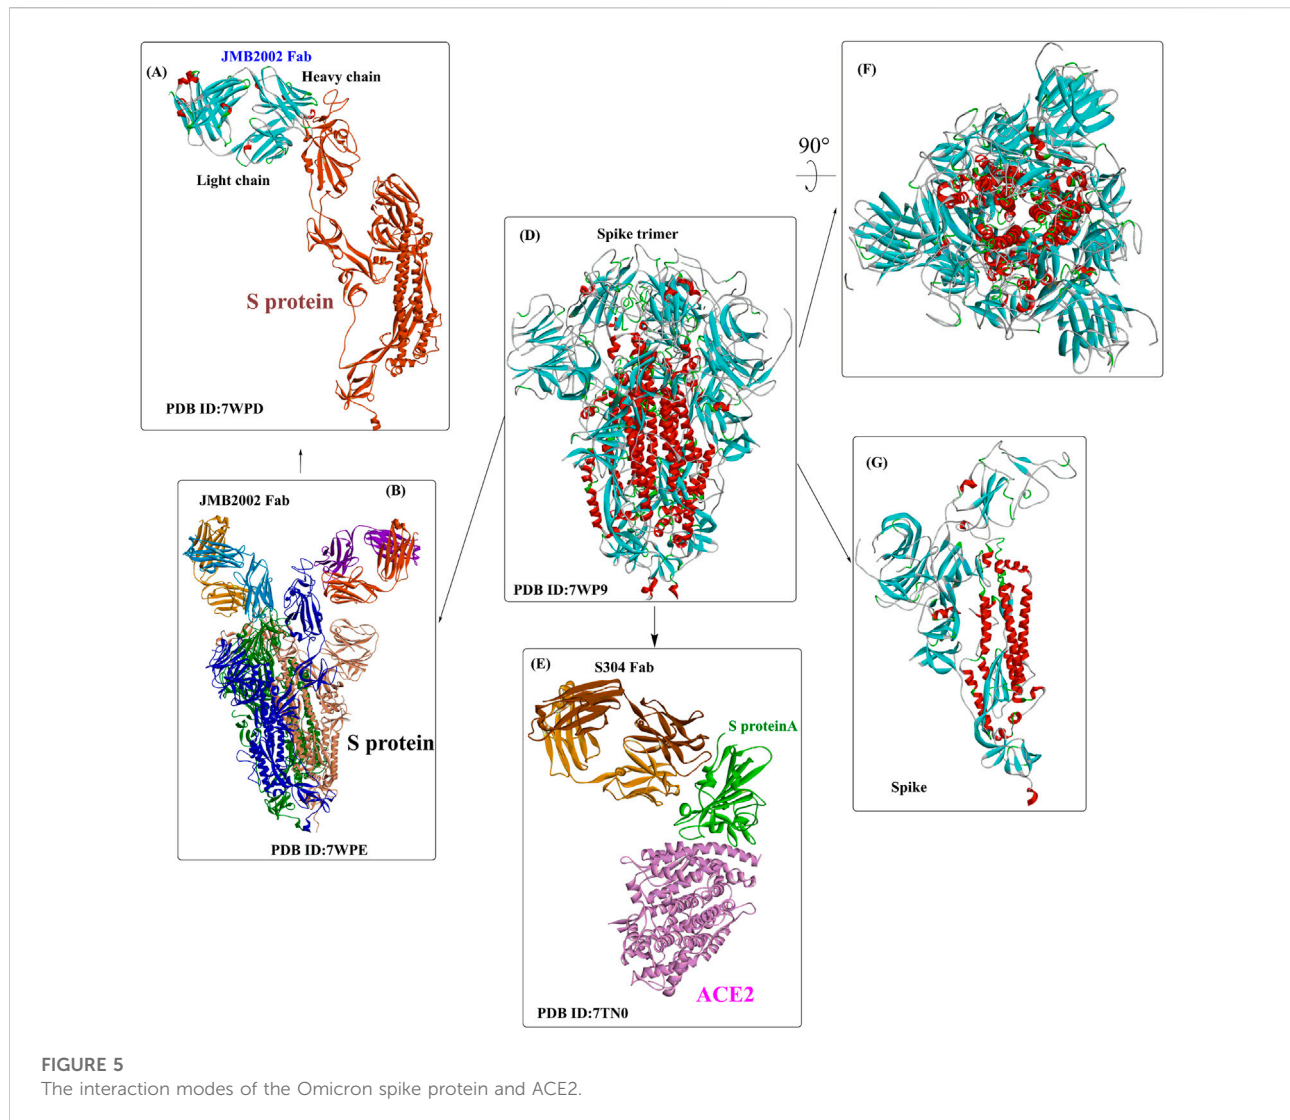 (A)
JMB2002 Fab
Heavy chain
Light chain
S protein
PDB ID:7WPD
(B)
JMB2002 Fab
S protein
PDB ID:7WPE
(D)
Spike trimer
PDB ID:7WP9
(E)
S304 Fab
S proteinA
ACE2
PDB ID:7TN0
90°
(F)
(G)
Spike
FIGURE 5
The interaction modes of the Omicron spike protein and ACE2.